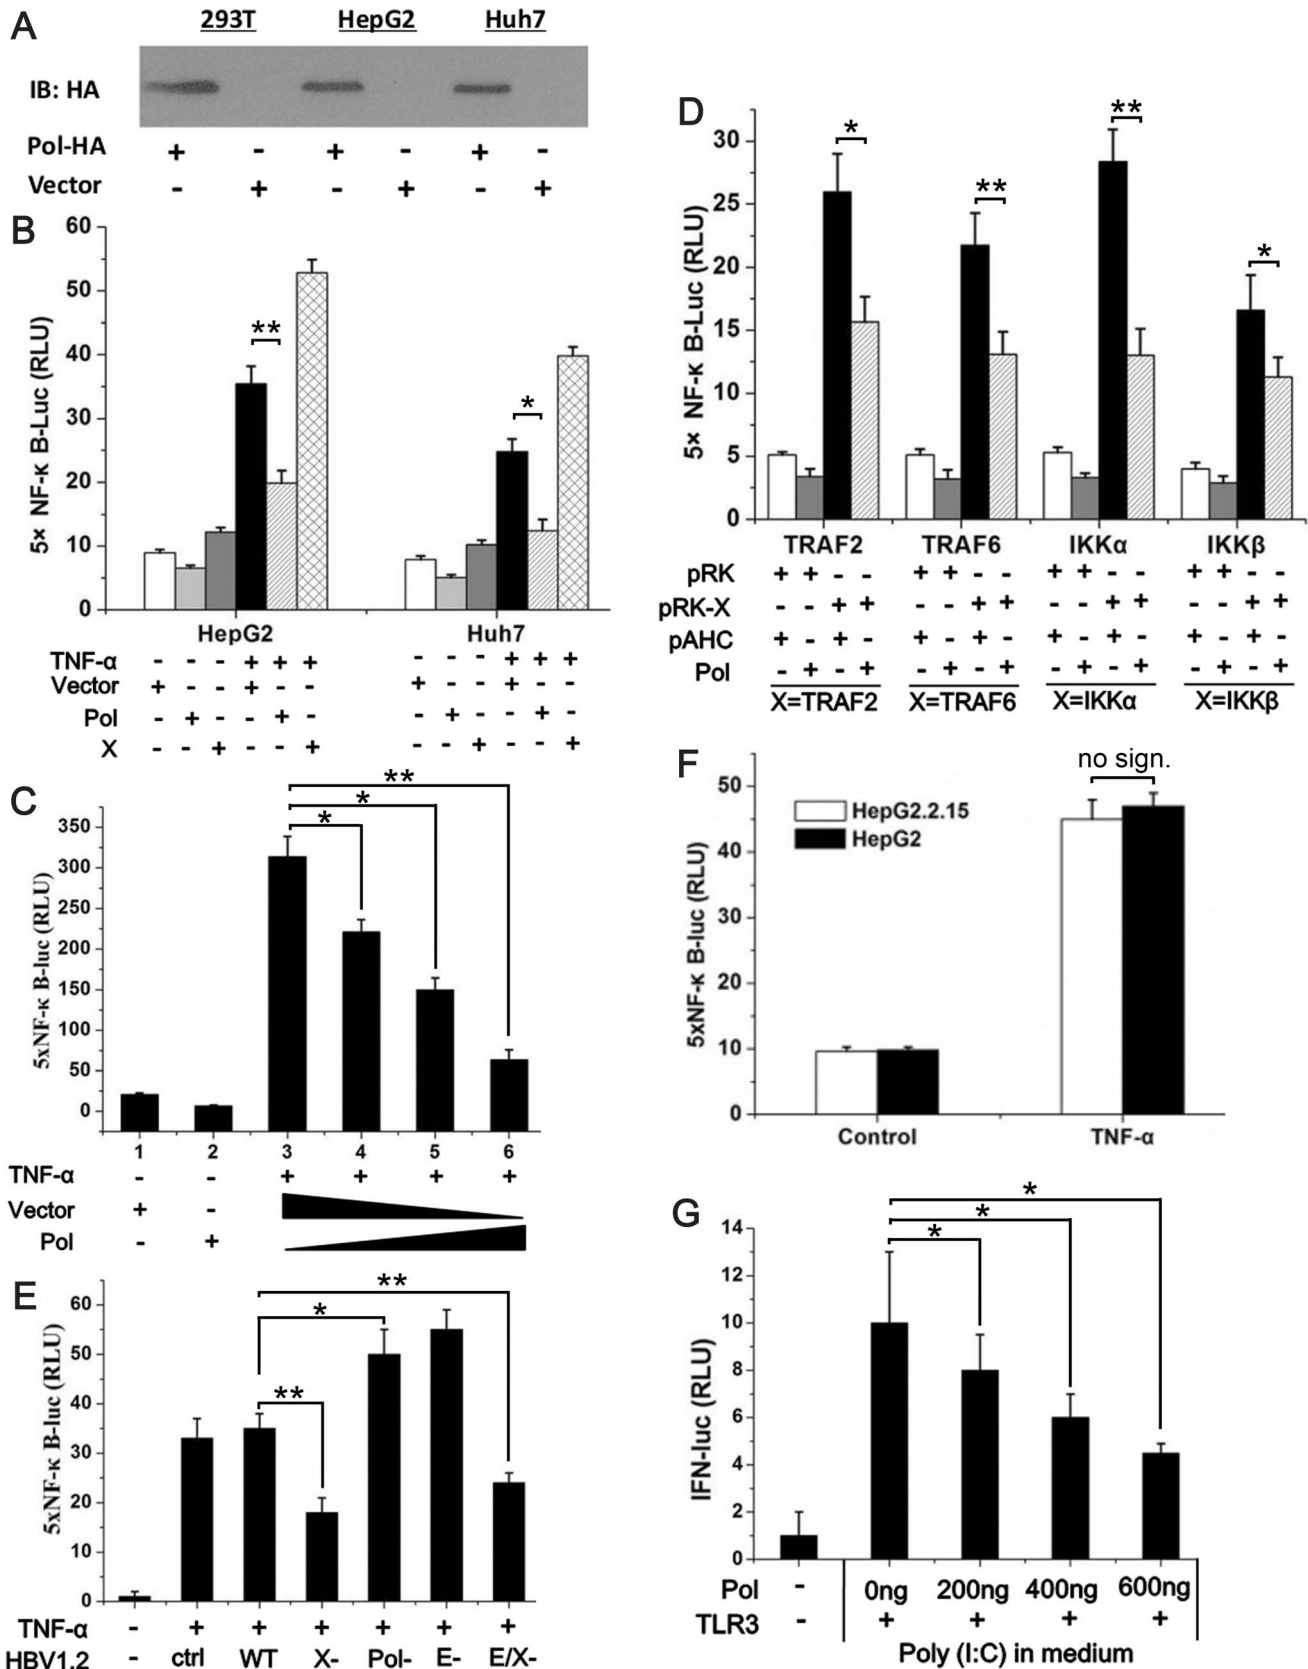 A
293T HepG2 Huh7
IB: HA
Pol-HA + - + - + -
Vector - + - + - +
B
5× NF-κ B-Luc (RLU)
60
50
40
30
20
10
0
**
*
HepG2 Huh7
TNF-α - - - + + + - - - + + +
Vector + - - + - - + - - + - -
Pol - + - - + - - + - - + -
X - - + - - + - - + - - +
C
5xNF-κ B-luc (RLU)
350
300
250
200
150
100
50
0
**
*
*
1 2 3 4 5 6
TNF-α - - + + + +
Vector + -
Pol - +
E
5xNF-κ B-luc (RLU)
60
50
40
30
20
10
0
**
*
**
TNF-α - + + + + + +
HBV1.2 - ctrl WT X- Pol- E- E/X-
D
5× NF-κ B-Luc (RLU)
30
25
20
15
10
5
0
*
**
**
*
TRAF2 TRAF6 IKKα IKKβ
pRK + + - - + + - - + + - - + + - -
pRK-X - - + + - - + + - - + + - - + +
pAHC + - + - + - + - + - + - + - + -
Pol - + - + - + - + - + - + - + - +
X=TRAF2 X=TRAF6 X=IKKα X=IKKβ
F
5xNF-κ B-luc (RLU)
50
40
30
20
10
0
HepG2.2.15
HepG2
no sign.
Control TNF-α
G
IFN-luc (RLU)
14
12
10
8
6
4
2
0
*
*
*
Pol - 0ng 200ng 400ng 600ng
TLR3 - + + + +
Poly (I:C) in medium